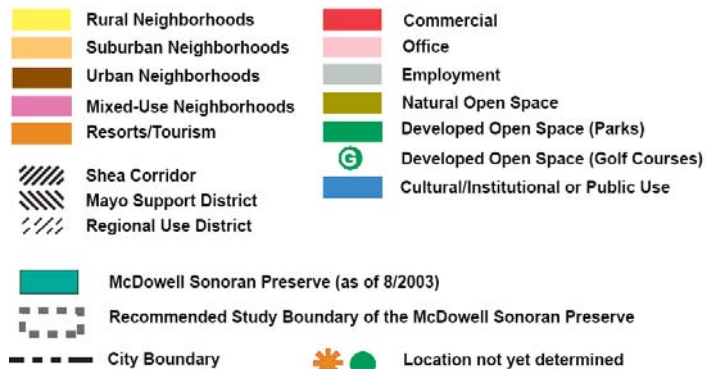 Rural Neighborhoods
Suburban Neighborhoods
Urban Neighborhoods
Mixed-Use Neighborhoods
Resorts/Tourism
Shea Corridor
Mayo Support District
Regional Use District
Commercial
Office
Employment
Natural Open Space
Developed Open Space (Parks)
G Developed Open Space (Golf Courses)
Cultural/Institutional or Public Use
McDowell Sonoran Preserve (as of 8/2003)
Recommended Study Boundary of the McDowell Sonoran Preserve
City Boundary
Location not yet determined